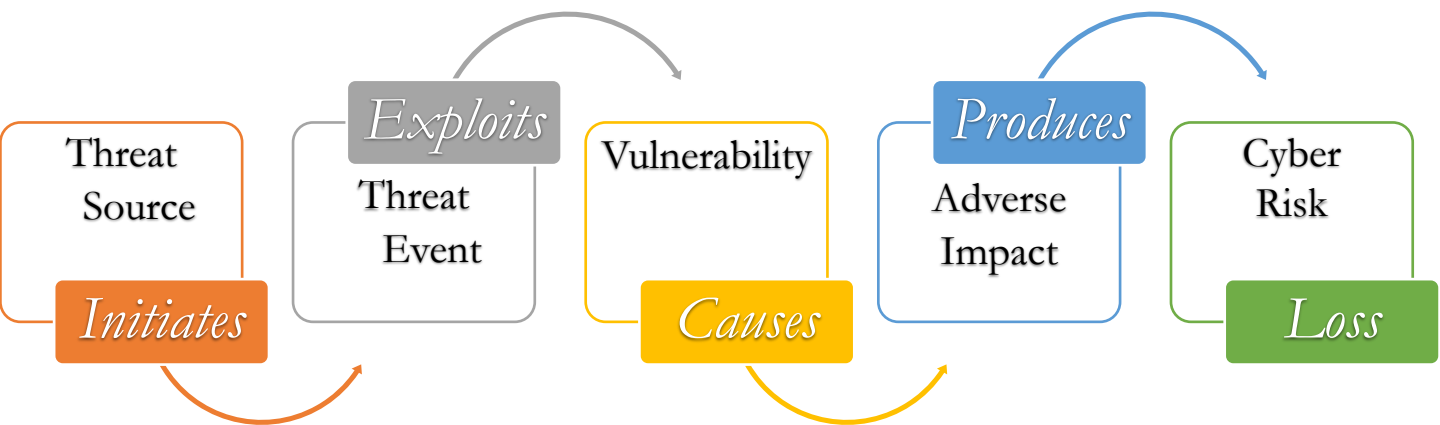 Threat
Source
Initiates
Exploits
Threat
Event
Vulnerability
Causes
Produces
Adverse
Impact
Cyber
Risk
Loss